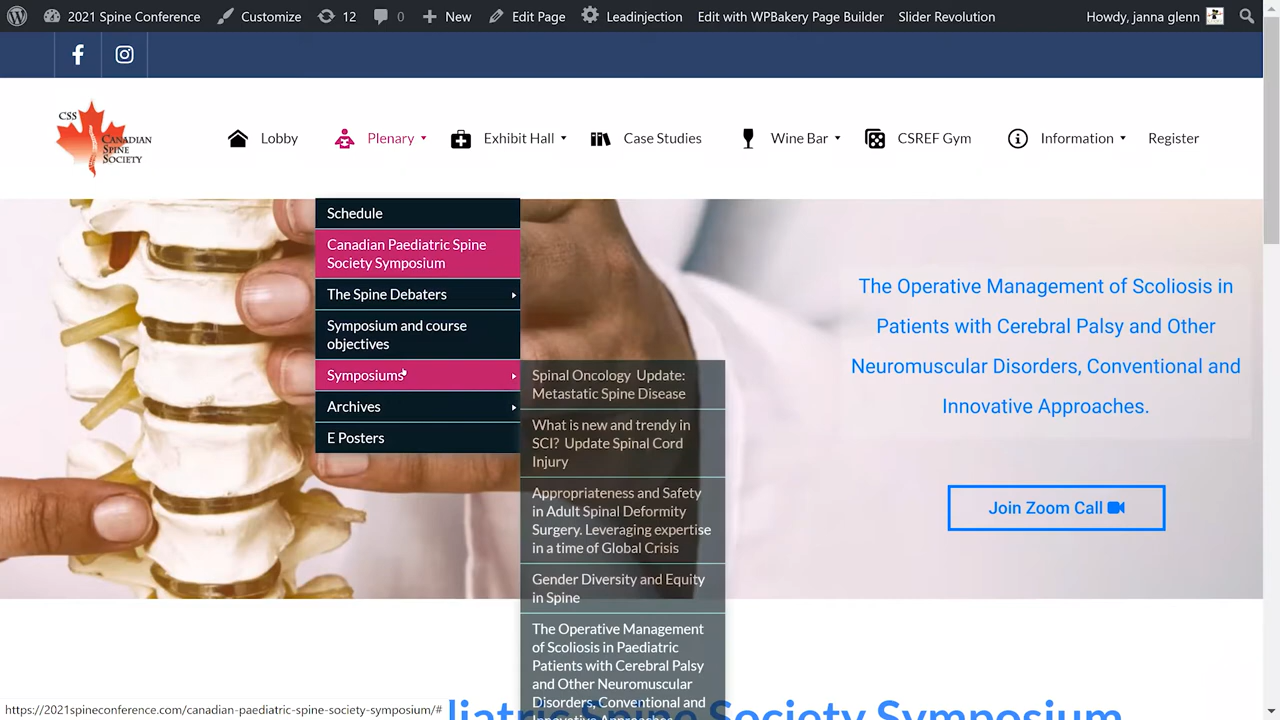 2021 Spine Conference
Customize
12
0
New
Edit Page
Leadinjection
Edit with WPBakery Page Builder
Slider Revolution
Howdy, janna glenn
CSS
CANADIAN
SPINE
SOCIETY
Lobby
Plenary
Exhibit Hall
Case Studies
Wine Bar
CSREF Gym
Information
Register
Schedule
Canadian Paediatric Spine
Society Symposium
The Spine Debaters
Symposium and course
objectives
Symposiums
Archives
E Posters
Spinal Oncology Update:
Metastatic Spine Disease
What is new and trendy in
SCI? Update Spinal Cord
Injury
Appropriateness and Safety
in Adult Spinal Deformity
Surgery. Leveraging expertise
in a time of Global Crisis
Gender Diversity and Equity
in Spine
The Operative Management
of Scoliosis in Paediatric
Patients with Cerebral Palsy
and Other Neuromuscular
Disorders, Conventional and
Innovative Approaches
The Operative Management of Scoliosis in
Patients with Cerebral Palsy and Other
Neuromuscular Disorders, Conventional and
Innovative Approaches.
Join Zoom Call
diatric Spine Society Symposium
https://2021spineconference.com/canadian-paediatric-spine-society-symposium/#